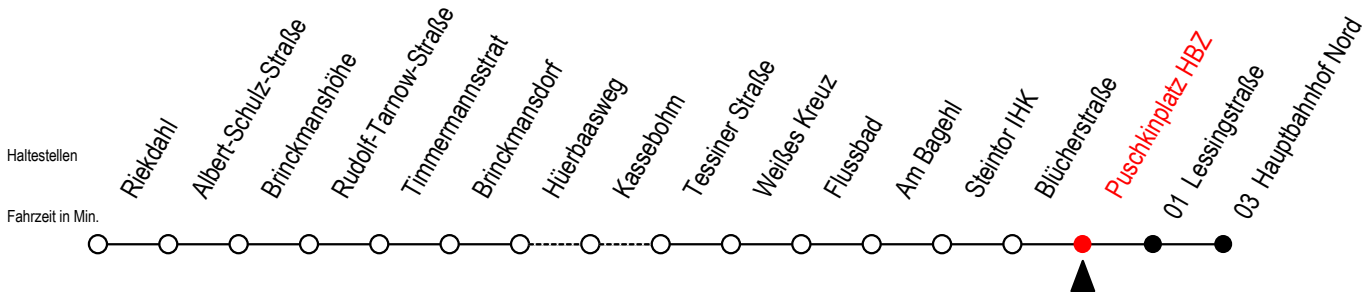 Haltestellen
Riekdahl
Albert-Schulz-Straße
Brinckmanshöhe
Rudolf-Tarnow-Straße
Timmermannsstrat
Brinckmansdorf
Hüerbaasweg
Kassebohm
Tessiner Straße
Weißes Kreuz
Flussbad
Am Bagehl
Steintor IHK
Blücherstraße
Puschkinplatz HBZ
01 Lessingstraße
03 Hauptbahnhof Nord
Fahrzeit in Min.